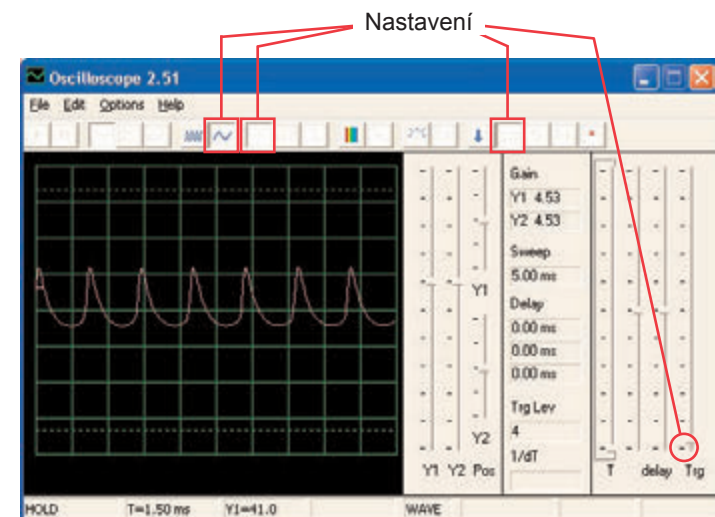 Nastavení
Oscilloscope 2.51
File Edit Options Help
Gain
Y1 4.53
Y2 4.53
Sweep
5.00 ms
Y1
Delay
0.00 ms
0.00 ms
0.00 ms
Trg Lev
4
Y2
1/dT
Y1 Y2 Pos
T delay Trg
HOLD T=1.50 ms Y1=41.0 WAVE